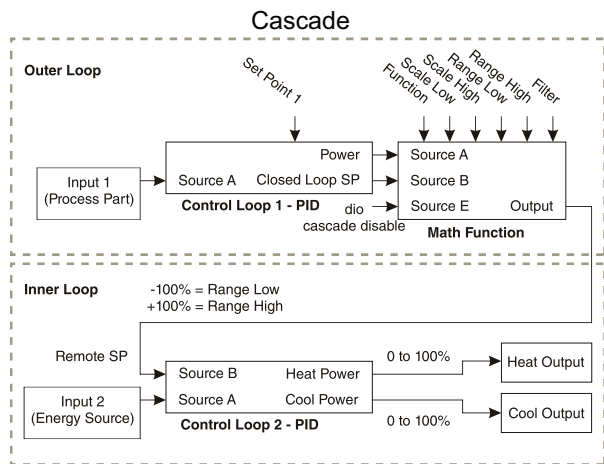 Cascade
Outer Loop
Set Point 1
Function
Scale Low
Scale High
Range Low
Range High
Filter
Input 1
(Process Part)
Source A
Power
Closed Loop SP
Control Loop 1 - PID
dio
cascade disable
Source A
Source B
Source E
Output
Math Function
Inner Loop
-100% = Range Low
+100% = Range High
Remote SP
Input 2
(Energy Source)
Source B
Source A
Heat Power
Cool Power
Control Loop 2 - PID
0 to 100%
0 to 100%
Heat Output
Cool Output